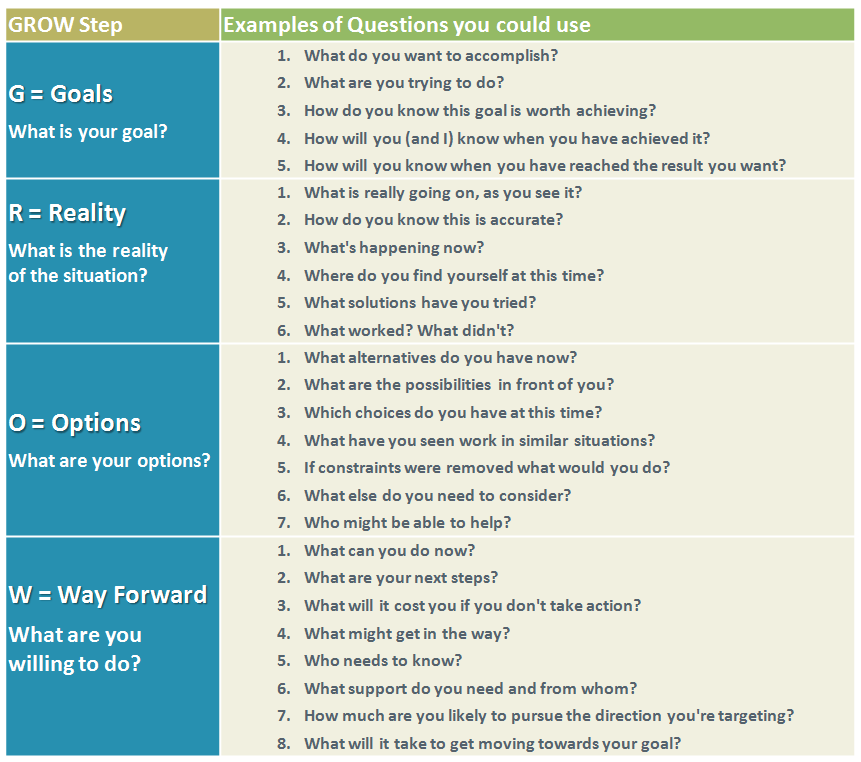 GROW Step
Examples of Questions you could use
G = Goals
What is your goal?
1. What do you want to accomplish?
2. What are you trying to do?
3. How do you know this goal is worth achieving?
4. How will you (and I) know when you have achieved it?
5. How will you know when you have reached the result you want?
R = Reality
What is the reality
of the situation?
1. What is really going on, as you see it?
2. How do you know this is accurate?
3. What's happening now?
4. Where do you find yourself at this time?
5. What solutions have you tried?
6. What worked? What didn't?
O = Options
What are your options?
1. What alternatives do you have now?
2. What are the possibilities in front of you?
3. Which choices do you have at this time?
4. What have you seen work in similar situations?
5. If constraints were removed what would you do?
6. What else do you need to consider?
7. Who might be able to help?
W = Way Forward
What are you
willing to do?
1. What can you do now?
2. What are your next steps?
3. What will it cost you if you don't take action?
4. What might get in the way?
5. Who needs to know?
6. What support do you need and from whom?
7. How much are you likely to pursue the direction you're targeting?
8. What will it take to get moving towards your goal?